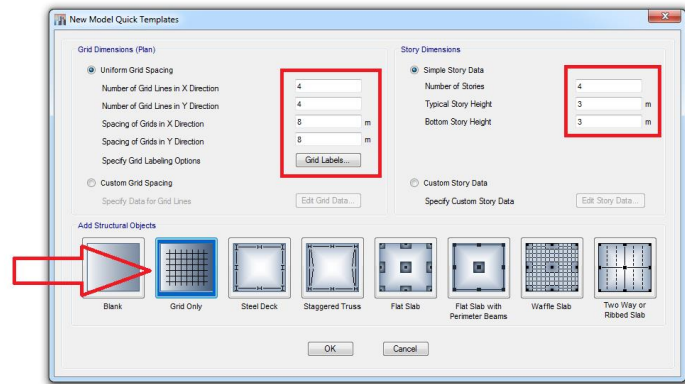 New Model Quick Templates
Grid Dimensions (Plan)
Uniform Grid Spacing
Number of Grid Lines in X Direction 4
Number of Grid Lines in Y Direction 4
Spacing of Grids in X Direction 8 m
Spacing of Grids in Y Direction 8 m
Specify Grid Labeling Options Grid Labels...
Custom Grid Spacing
Specify Data for Grid Lines Edit Grid Data...
Story Dimensions
Simple Story Data
Number of Stories 4
Typical Story Height 3 m
Bottom Story Height 3 m
Custom Story Data
Specify Custom Story Data Edit Story Data...
Add Structural Objects
Blank
Grid Only
Steel Deck
Staggered Truss
Flat Slab
Flat Slab with
Perimeter Beams
Waffle Slab
Two Way or
Ribbed Slab
OK Cancel